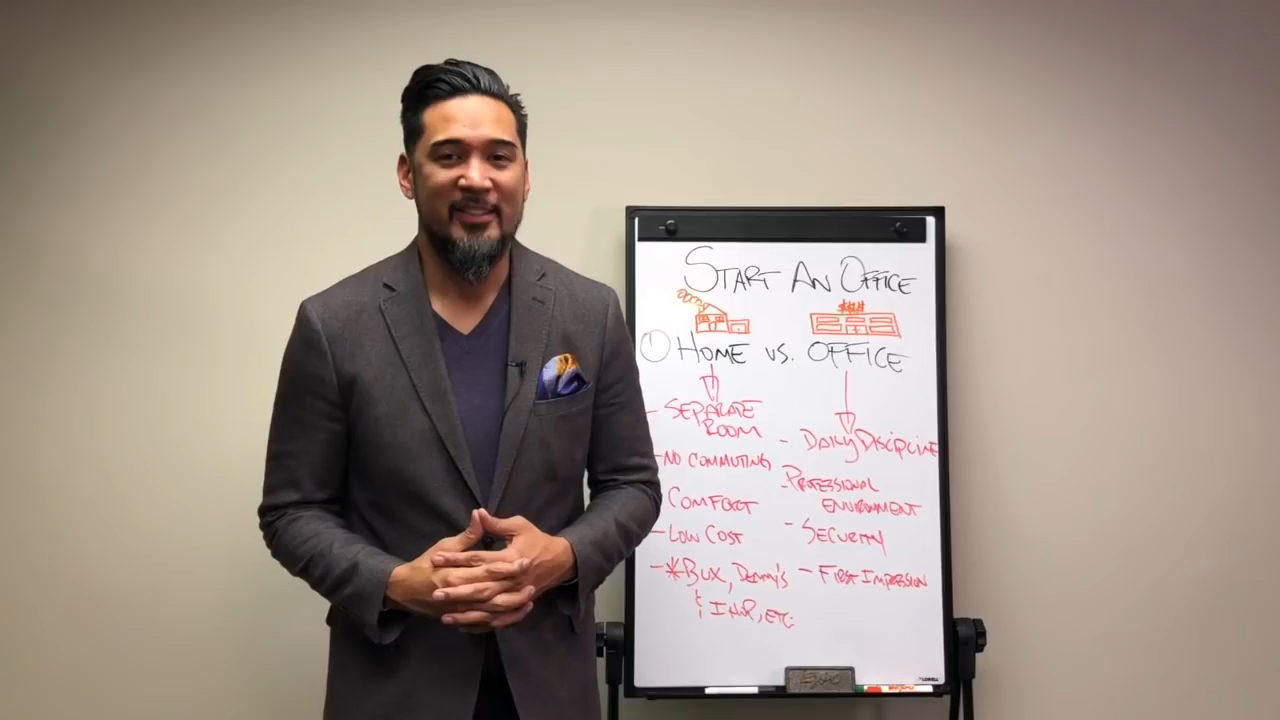 START AN OFFICE
① HOME VS. OFFICE
- SEPARATE
ROOM
- NO COMMUTING
COMFORT
- LOW COST
- *BUX, DENNY'S
& IHOP, ETC.
- DAILY DISCIPLINE
- PROFESSIONAL
ENVIRONMENT
- SECURITY
- FIRST IMPRESSION
EXPO